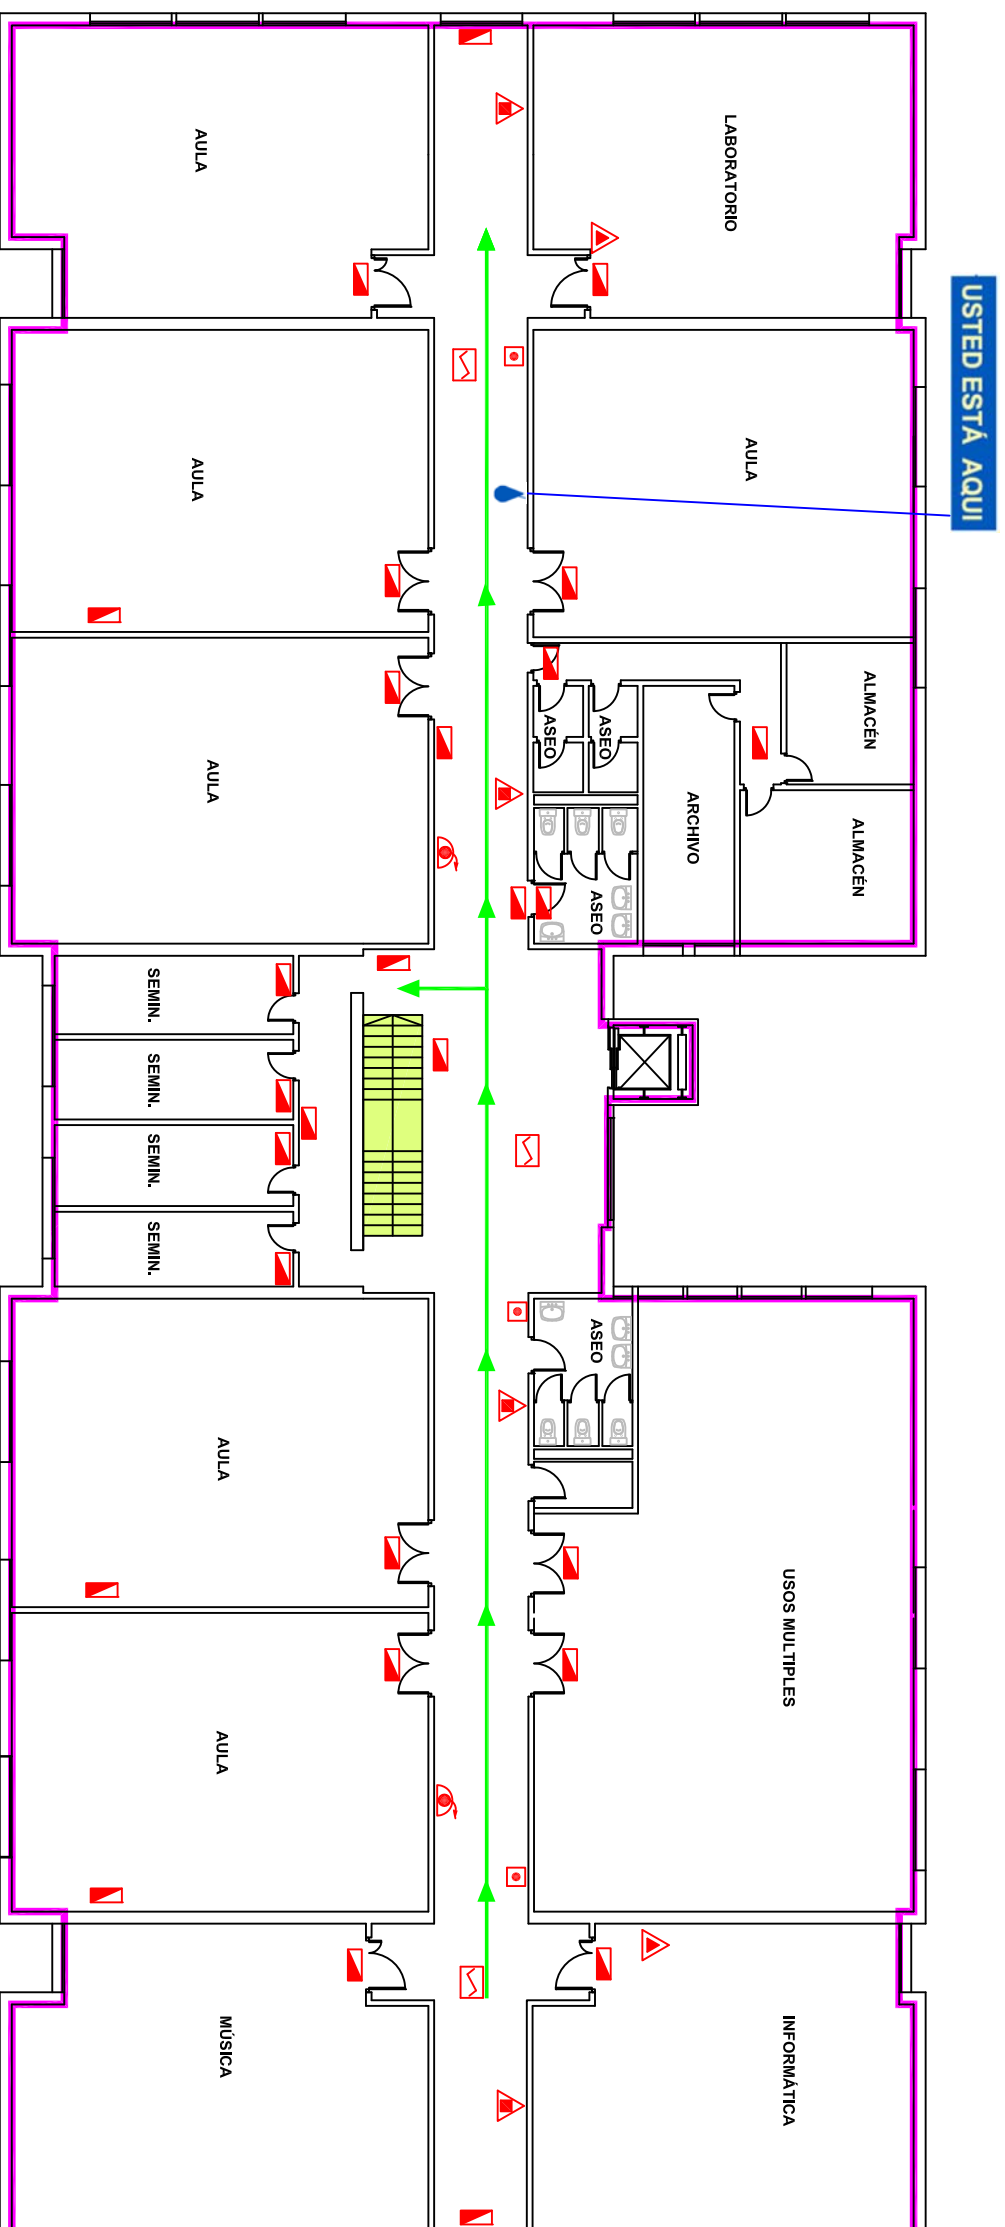 USTED ESTÁ AQUI
LABORATORIO
AULA
AULA
AULA
ALMACÉN
ASEO
ASEO
AULA
ARCHIVO
ALMACÉN
ASEO
SEMIN.
SEMIN.
SEMIN.
SEMIN.
ASEO
AULA
USOS MULTIPLES
AULA
MÚSICA
INFORMÁTICA